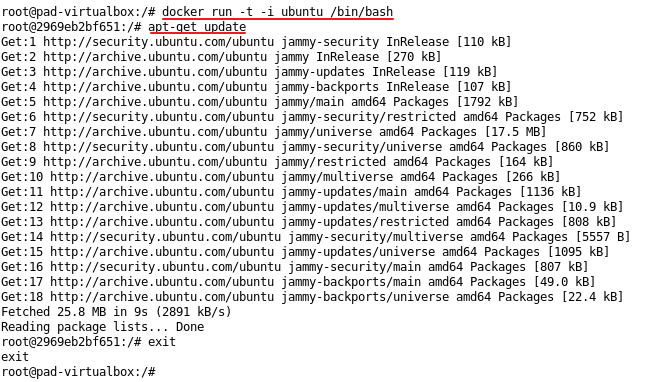 root@pad-virtualbox:/# docker run -t -i ubuntu /bin/bash
root@2969eb2bf651:/# apt-get update
Get:1 http://security.ubuntu.com/ubuntu jammy-security InRelease [110 kB]
Get:2 http://archive.ubuntu.com/ubuntu jammy InRelease [270 kB]
Get:3 http://archive.ubuntu.com/ubuntu jammy-updates InRelease [119 kB]
Get:4 http://archive.ubuntu.com/ubuntu jammy-backports InRelease [107 kB]
Get:5 http://archive.ubuntu.com/ubuntu jammy/main amd64 Packages [1792 kB]
Get:6 http://security.ubuntu.com/ubuntu jammy-security/restricted amd64 Packages [752 kB]
Get:7 http://archive.ubuntu.com/ubuntu jammy/universe amd64 Packages [17.5 MB]
Get:8 http://security.ubuntu.com/ubuntu jammy-security/universe amd64 Packages [860 kB]
Get:9 http://archive.ubuntu.com/ubuntu jammy/restricted amd64 Packages [164 kB]
Get:10 http://archive.ubuntu.com/ubuntu jammy/multiverse amd64 Packages [266 kB]
Get:11 http://archive.ubuntu.com/ubuntu jammy-updates/main amd64 Packages [1136 kB]
Get:12 http://archive.ubuntu.com/ubuntu jammy-updates/multiverse amd64 Packages [10.9 kB]
Get:13 http://archive.ubuntu.com/ubuntu jammy-updates/restricted amd64 Packages [808 kB]
Get:14 http://security.ubuntu.com/ubuntu jammy-security/multiverse amd64 Packages [5557 B]
Get:15 http://archive.ubuntu.com/ubuntu jammy-updates/universe amd64 Packages [1095 kB]
Get:16 http://security.ubuntu.com/ubuntu jammy-security/main amd64 Packages [807 kB]
Get:17 http://archive.ubuntu.com/ubuntu jammy-backports/main amd64 Packages [49.0 kB]
Get:18 http://archive.ubuntu.com/ubuntu jammy-backports/universe amd64 Packages [22.4 kB]
Fetched 25.8 MB in 9s (2891 kB/s)
Reading package lists... Done
root@2969eb2bf651:/# exit
exit
root@pad-virtualbox:/#